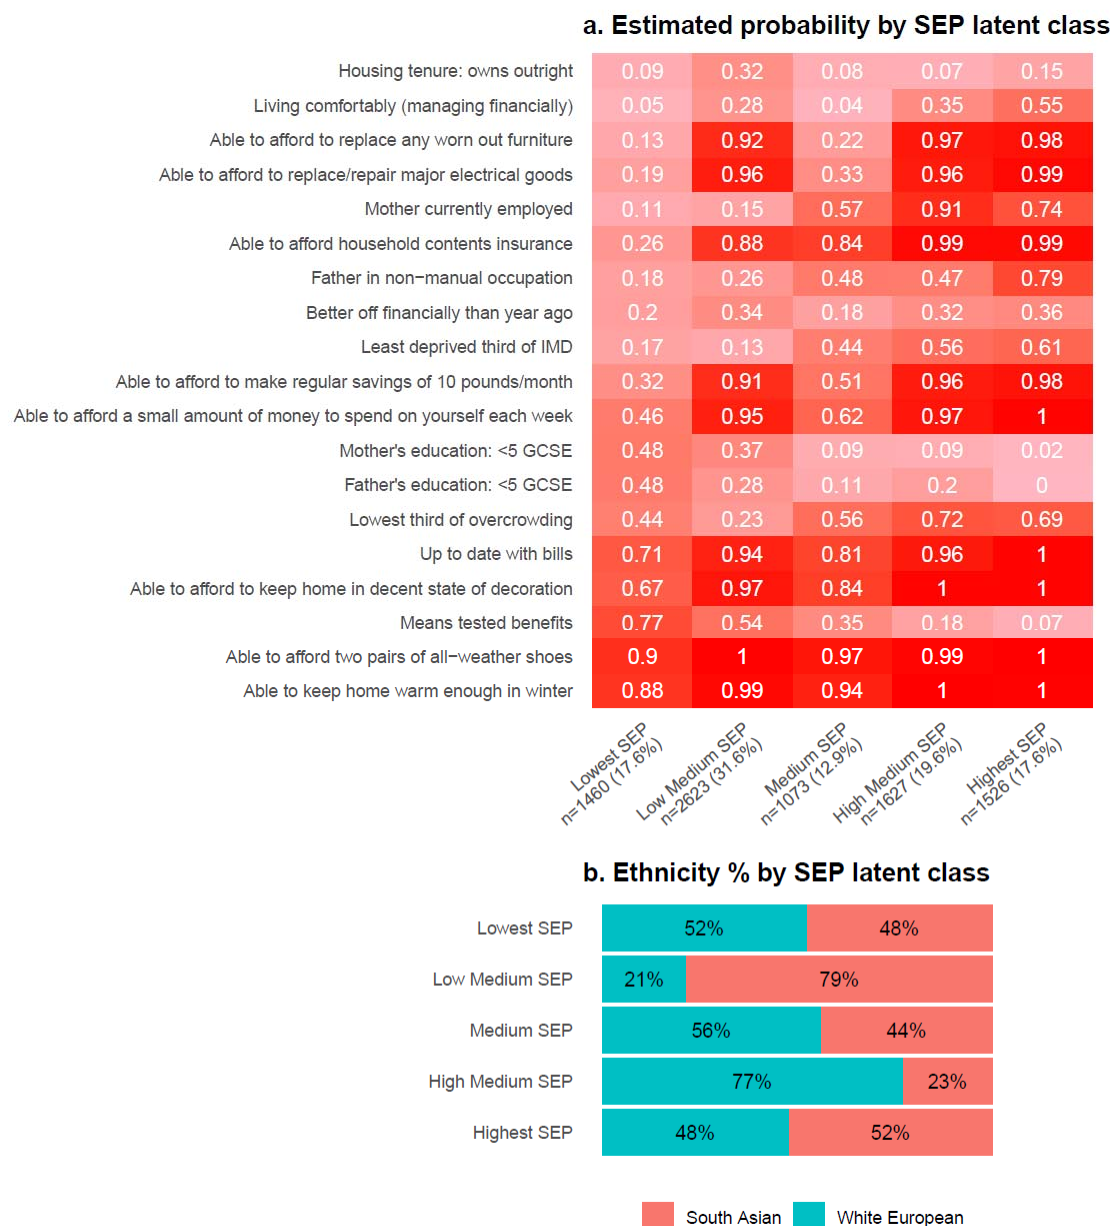 a. Estimated probability by SEP latent class
Housing tenure: owns outright 0.09 0.32 0.08 0.07 0.15
Living comfortably (managing financially) 0.05 0.28 0.04 0.35 0.55
Able to afford to replace any worn out furniture 0.13 0.92 0.22 0.97 0.98
Able to afford to replace/repair major electrical goods 0.19 0.96 0.33 0.96 0.99
Mother currently employed 0.11 0.15 0.57 0.91 0.74
Able to afford household contents insurance 0.26 0.88 0.84 0.99 0.99
Father in non−manual occupation 0.18 0.26 0.48 0.47 0.79
Better off financially than year ago 0.2 0.34 0.18 0.32 0.36
Least deprived third of IMD 0.17 0.13 0.44 0.56 0.61
Able to afford to make regular savings of 10 pounds/month 0.32 0.91 0.51 0.96 0.98
Able to afford a small amount of money to spend on yourself each week 0.46 0.95 0.62 0.97 1
Mother's education: <5 GCSE 0.48 0.37 0.09 0.09 0.02
Father's education: <5 GCSE 0.48 0.28 0.11 0.2 0
Lowest third of overcrowding 0.44 0.23 0.56 0.72 0.69
Up to date with bills 0.71 0.94 0.81 0.96 1
Able to afford to keep home in decent state of decoration 0.67 0.97 0.84 1 1
Means tested benefits 0.77 0.54 0.35 0.18 0.07
Able to afford two pairs of all−weather shoes 0.9 1 0.97 0.99 1
Able to keep home warm enough in winter 0.88 0.99 0.94 1 1
Lowest SEP
n=1460 (17.6%)
Low Medium SEP
n=2623 (31.6%)
Medium SEP
n=1073 (12.9%)
High Medium SEP
n=1627 (19.6%)
Highest SEP
n=1526 (17.6%)
b. Ethnicity % by SEP latent class
Lowest SEP 52% 48%
Low Medium SEP 21% 79%
Medium SEP 56% 44%
High Medium SEP 77% 23%
Highest SEP 48% 52%
South Asian White European